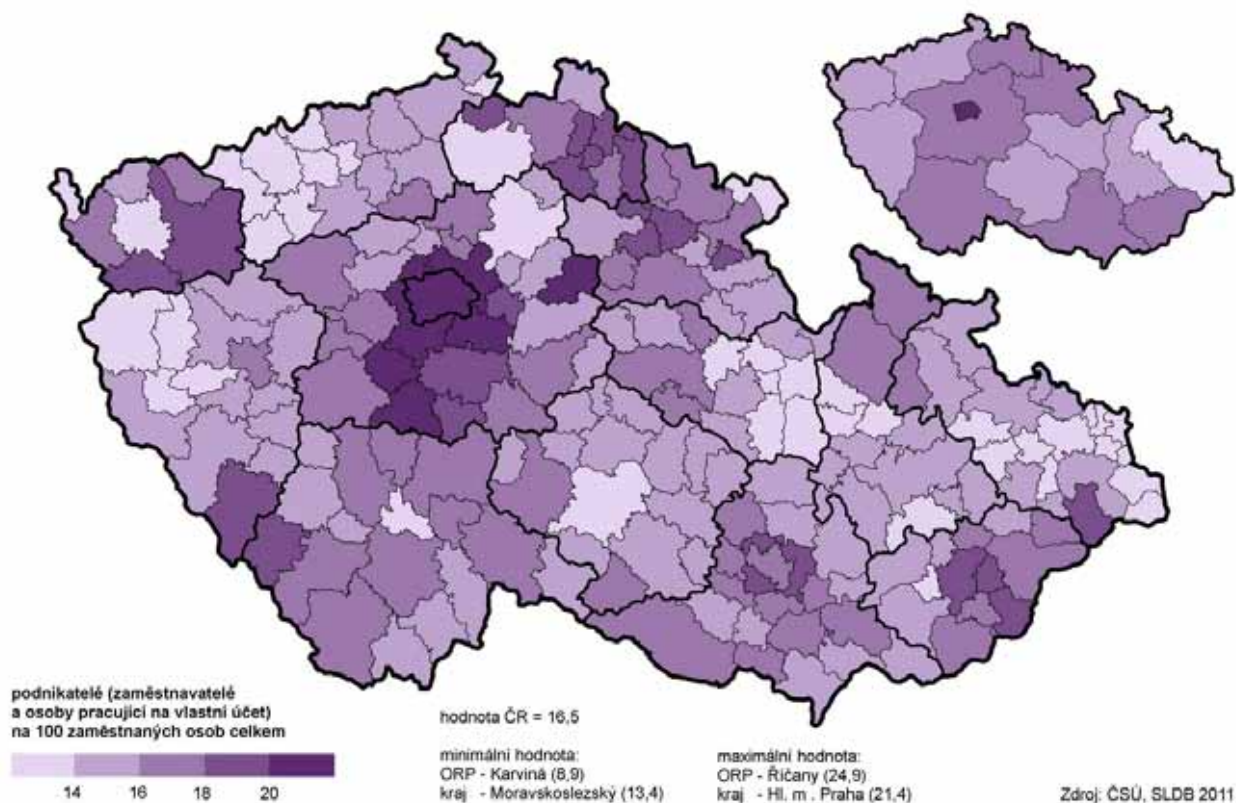 podnikatelé (zaměstnavatelé
a osoby pracující na vlastní účet)
na 100 zaměstnaných osob celkem
14 16 18 20
hodnota ČR = 16,5
minimální hodnota:
ORP - Karviná (8,9)
kraj - Moravskoslezský (13,4)
maximální hodnota:
ORP - Říčany (24,9)
kraj - Hl. m . Praha (21,4)
Zdroj: ČSÚ, SLDB 2011